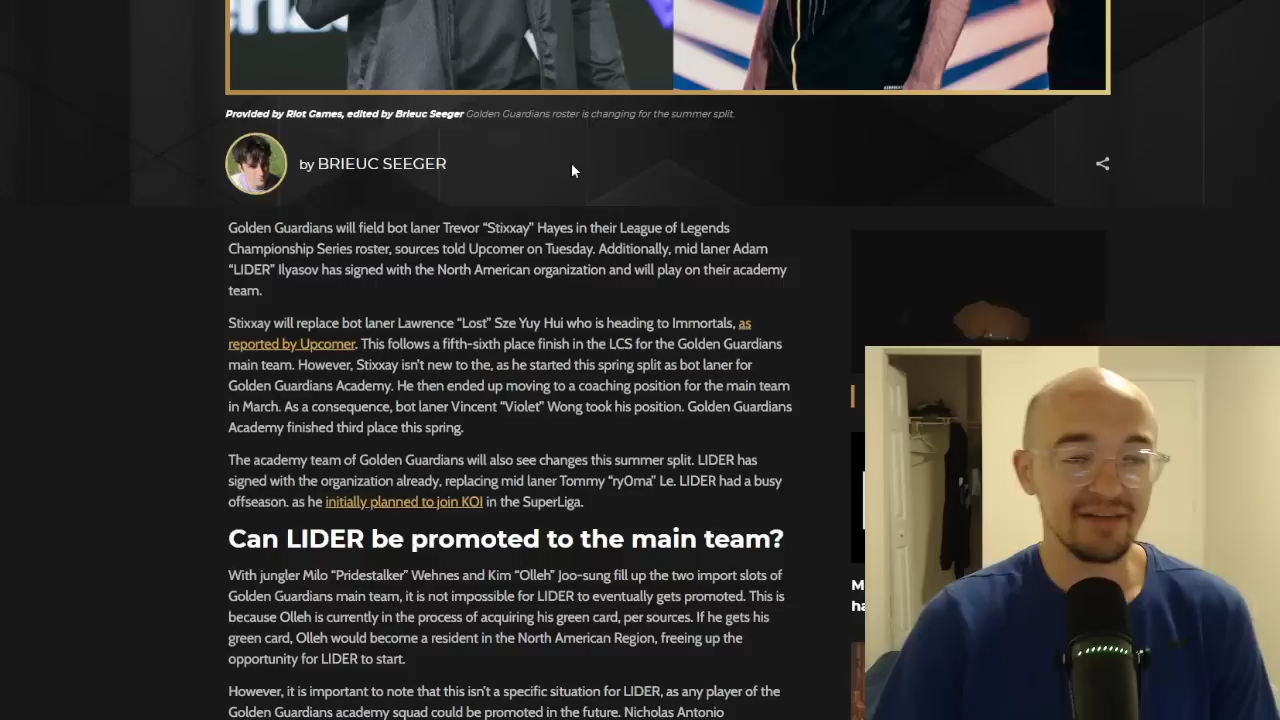 Provided by Riot Games, edited by Brieuc Seeger Golden Guardians roster is changing for the summer split.
by BRIEUC SEEGER
Golden Guardians will field bot laner Trevor “Stixxay” Hayes in their League of Legends
Championship Series roster, sources told Upcomer on Tuesday. Additionally, mid laner Adam
“LIDER” Ilyasov has signed with the North American organization and will play on their academy
team.
Stixxay will replace bot laner Lawrence “Lost” Sze Yuy Hui who is heading to Immortals, as
reported by Upcomer. This follows a fifth-sixth place finish in the LCS for the Golden Guardians
main team. However, Stixxay isn’t new to the, as he started this spring split as bot laner for
Golden Guardians Academy. He then ended up moving to a coaching position for the main team
in March. As a consequence, bot laner Vincent “Violet” Wong took his position. Golden Guardians
Academy finished third place this spring.
The academy team of Golden Guardians will also see changes this summer split. LIDER has
signed with the organization already, replacing mid laner Tommy “ry0ma” Le. LIDER had a busy
offseason. as he initially planned to join KOI in the SuperLiga.
Can LIDER be promoted to the main team?
With jungler Milo “Pridestalker” Wehnes and Kim “Olleh” Joo-sung fill up the two import slots of
Golden Guardians main team, it is not impossible for LIDER to eventually gets promoted. This is
because Olleh is currently in the process of acquiring his green card, per sources. If he gets his
green card, Olleh would become a resident in the North American Region, freeing up the
opportunity for LIDER to start.
However, it is important to note that this isn’t a specific situation for LIDER, as any player of the
Golden Guardians academy squad could be promoted in the future. Nicholas Antonio